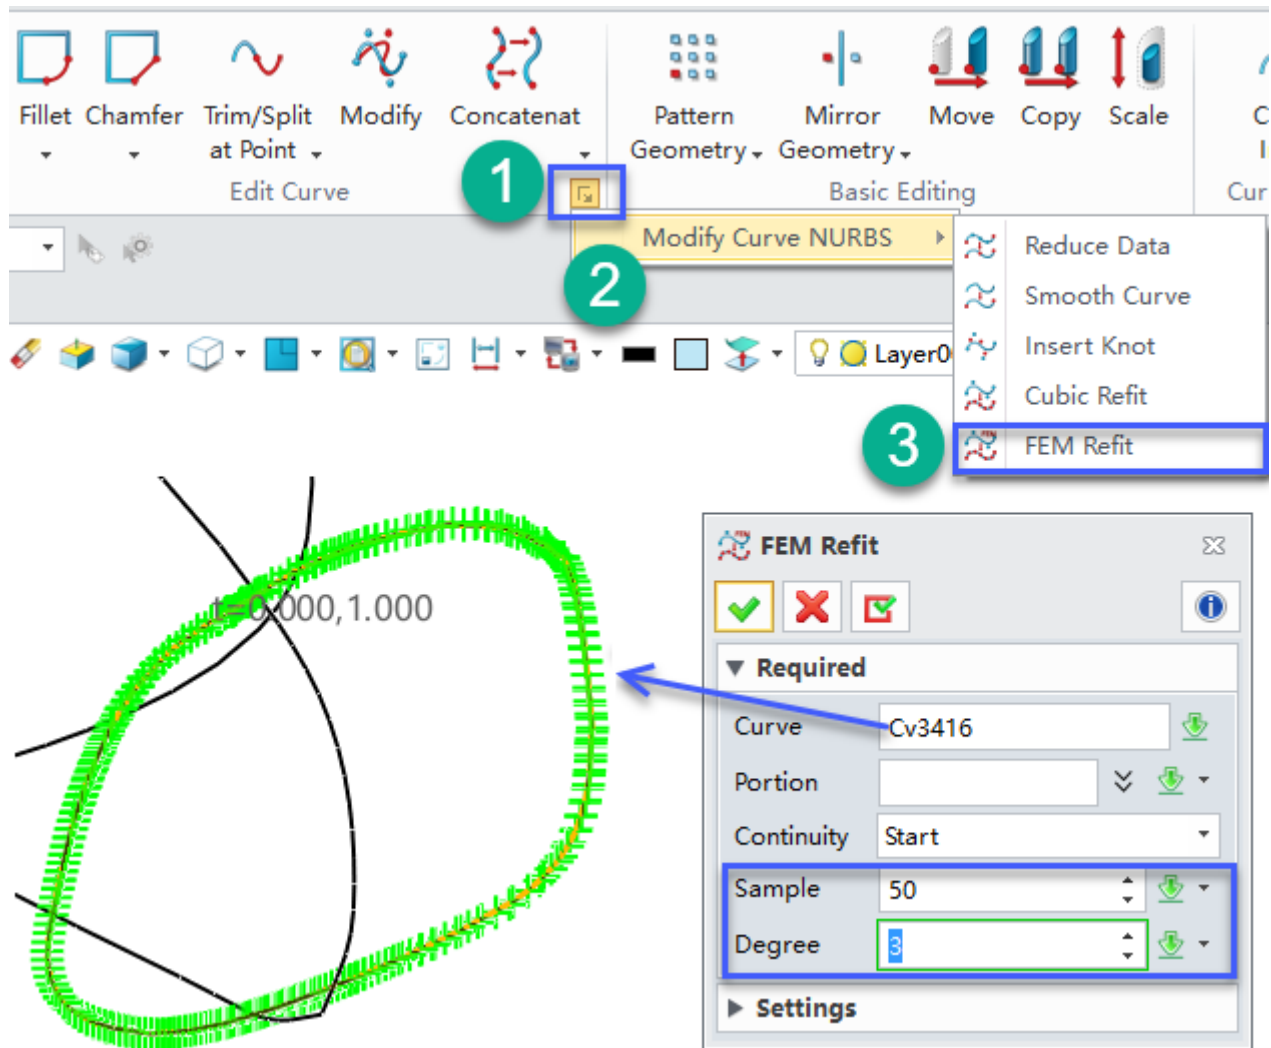 Fillet Chamfer Trim/Split at Point Modify Concatenat Pattern Geometry Mirror Geometry Move Copy Scale C
I
Edit Curve Basic Editing Cur
1
Modify Curve NURBS
2
Reduce Data
Smooth Curve
Insert Knot
Cubic Refit
FEM Refit
3
Layer0
t=0.000,1.000
FEM Refit
Required
Curve Cv3416
Portion
Continuity Start
Sample 50
Degree 3
Settings